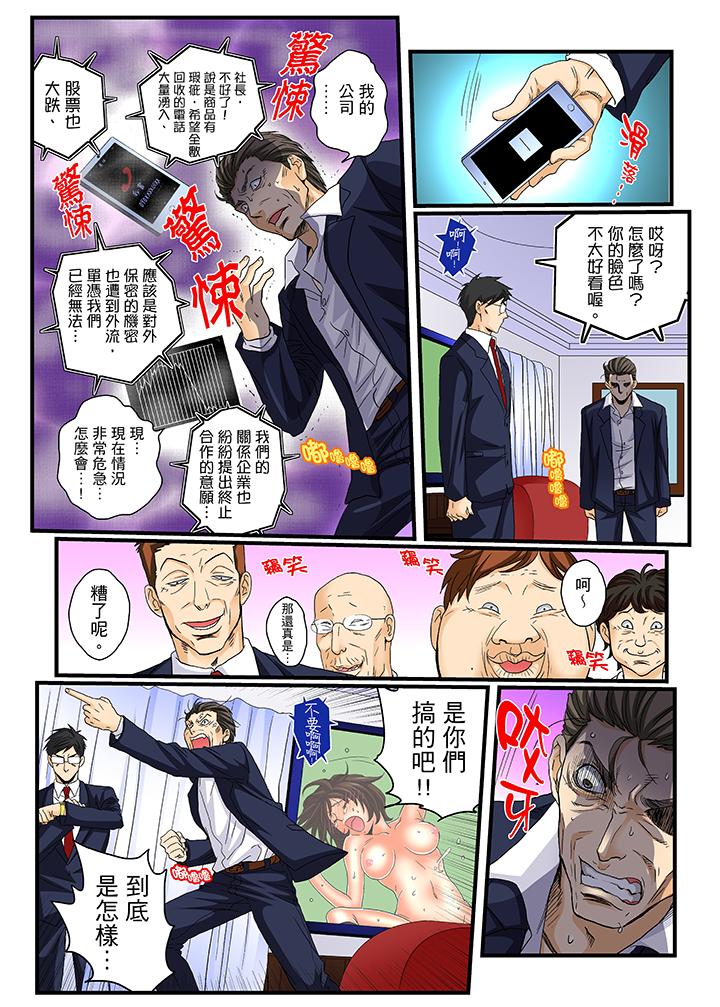 滑落…
哎呀？
怎麼了嗎？
你的臉色
不太好看喔。
啊…啊！
嘟嚕嚕嚕
我的
公司
……
驚悚
社長，
不好了！
說是商品有
瑕疵，希望全數
回收的電話
大量湧入、
股票也
大跌、
驚悚
驚悚
應該是對外
保密的機密
也遭到外流，
單憑我們
已經無法…
我們的
關係企業也
紛紛提出終止
合作的意願…
現…
現在情況
非常危急…
怎麼會…！
嘟嚕嚕嚕
呵～
竊笑
竊笑
那還真是…
竊笑
糟了呢。
咬牙
是你們
搞的吧!!
不要啊啊
嘟嚕嚕
到底
是怎樣…